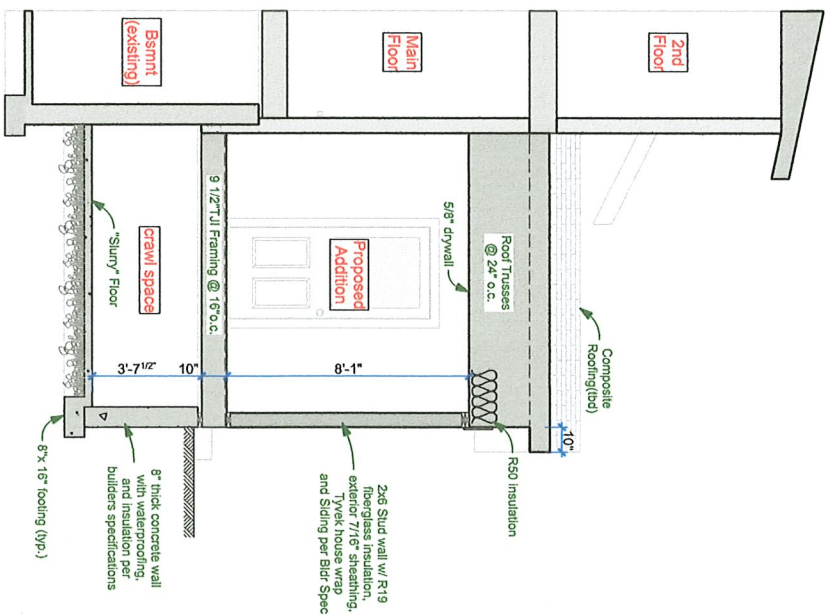 2nd
Floor
Main
Floor
Bsmnt
(existing)
Composite
Roofing(tbd)
10"
Roof Trusses
@ 24" o.c.
R50 insulation
5/8" drywall
Proposed
Addition
8'-1"
2x6 Stud wall w/ R19
fiberglass insulation,
exterior 7/16" sheathing,
Tyvek house wrap
and Siding per Bldr Spec
9 1/2"TJI Framing @ 16"o.c.
10"
crawl space
3'-7 1/2"
"Slurry" Floor
8" thick concrete wall
with waterproofing,
and insulation per
builders specifications
8"x 16" footing (typ.)